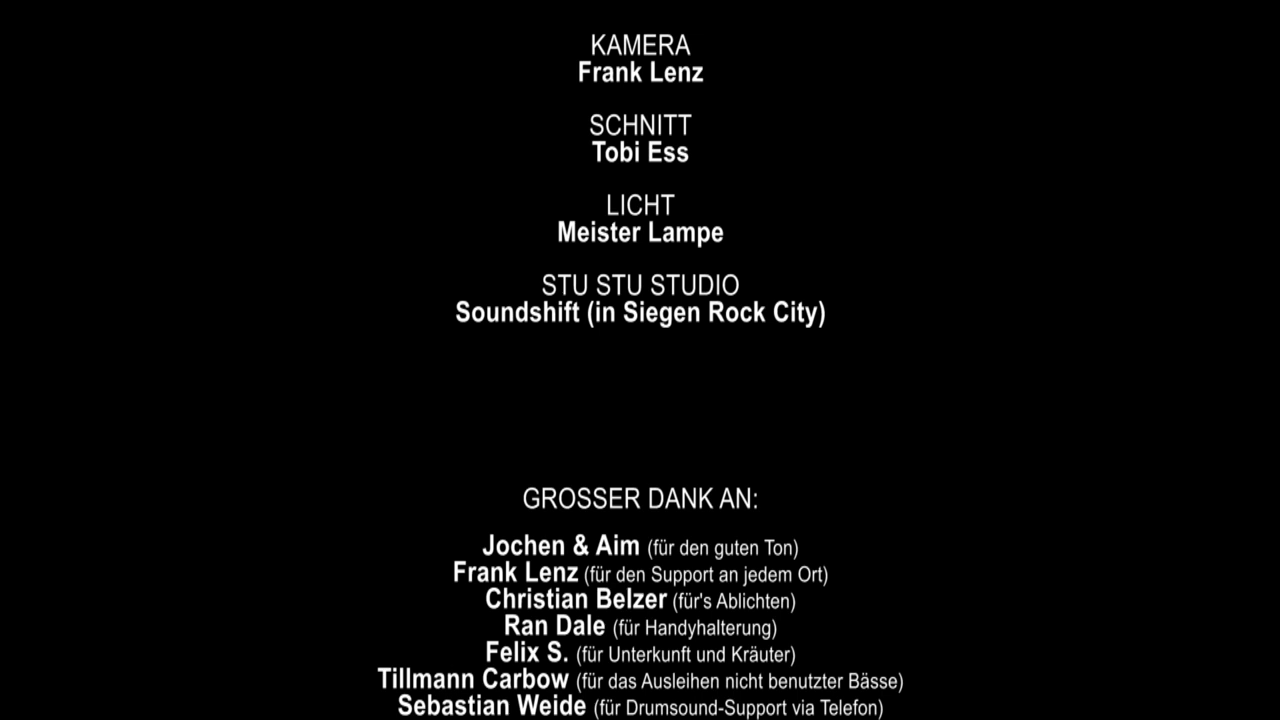 KAMERA
Frank Lenz
SCHNITT
Tobi Ess
LICHT
Meister Lampe
STU STU STUDIO
Soundshift (in Siegen Rock City)
GROSSER DANK AN:
Jochen & Aim (für den guten Ton)
Frank Lenz (für den Support an jedem Ort)
Christian Belzer (für's Ablichten)
Ran Dale (für Handyhalterung)
Felix S. (für Unterkunft und Kräuter)
Tillmann Carbow (für das Ausleihen nicht benutzter Bässe)
Sebastian Weide (für Drumsound-Support via Telefon)